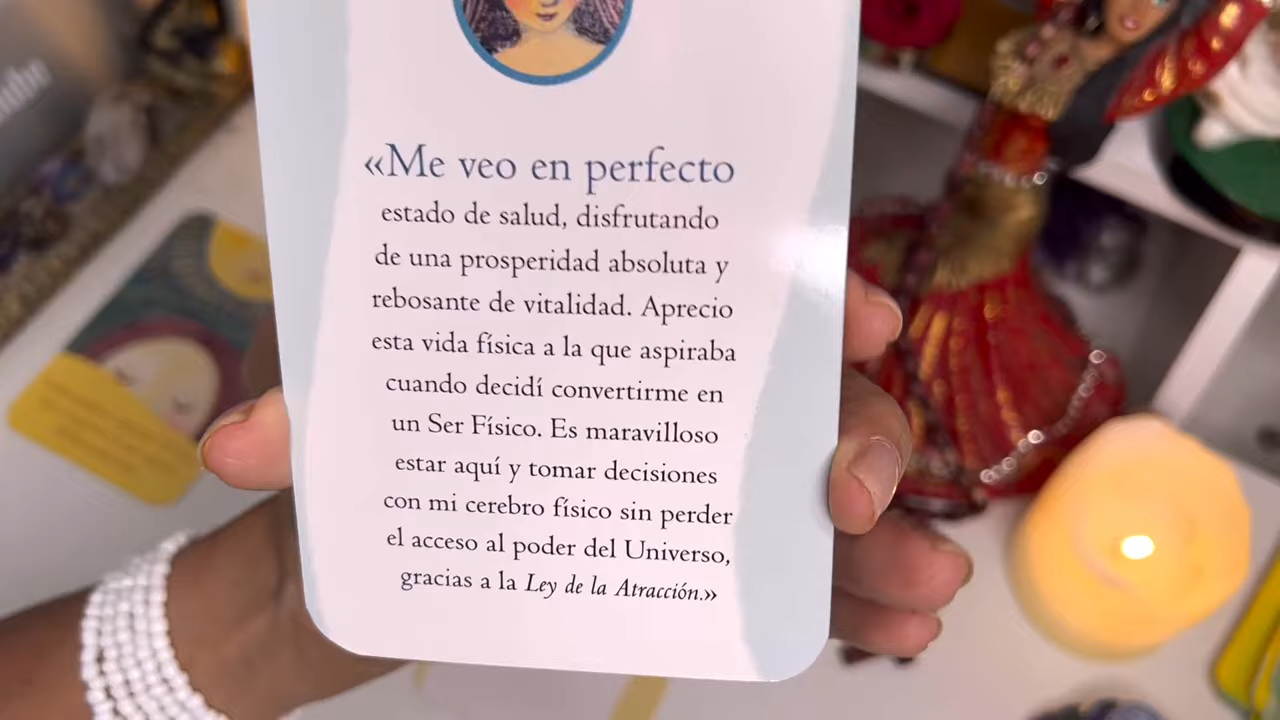 «Me veo en perfecto
estado de salud, disfrutando
de una prosperidad absoluta y
rebosante de vitalidad. Aprecio
esta vida física a la que aspiraba
cuando decidí convertirme en
un Ser Físico. Es maravilloso
estar aquí y tomar decisiones
con mi cerebro físico sin perder
el acceso al poder del Universo,
gracias a la Ley de la Atracción.»